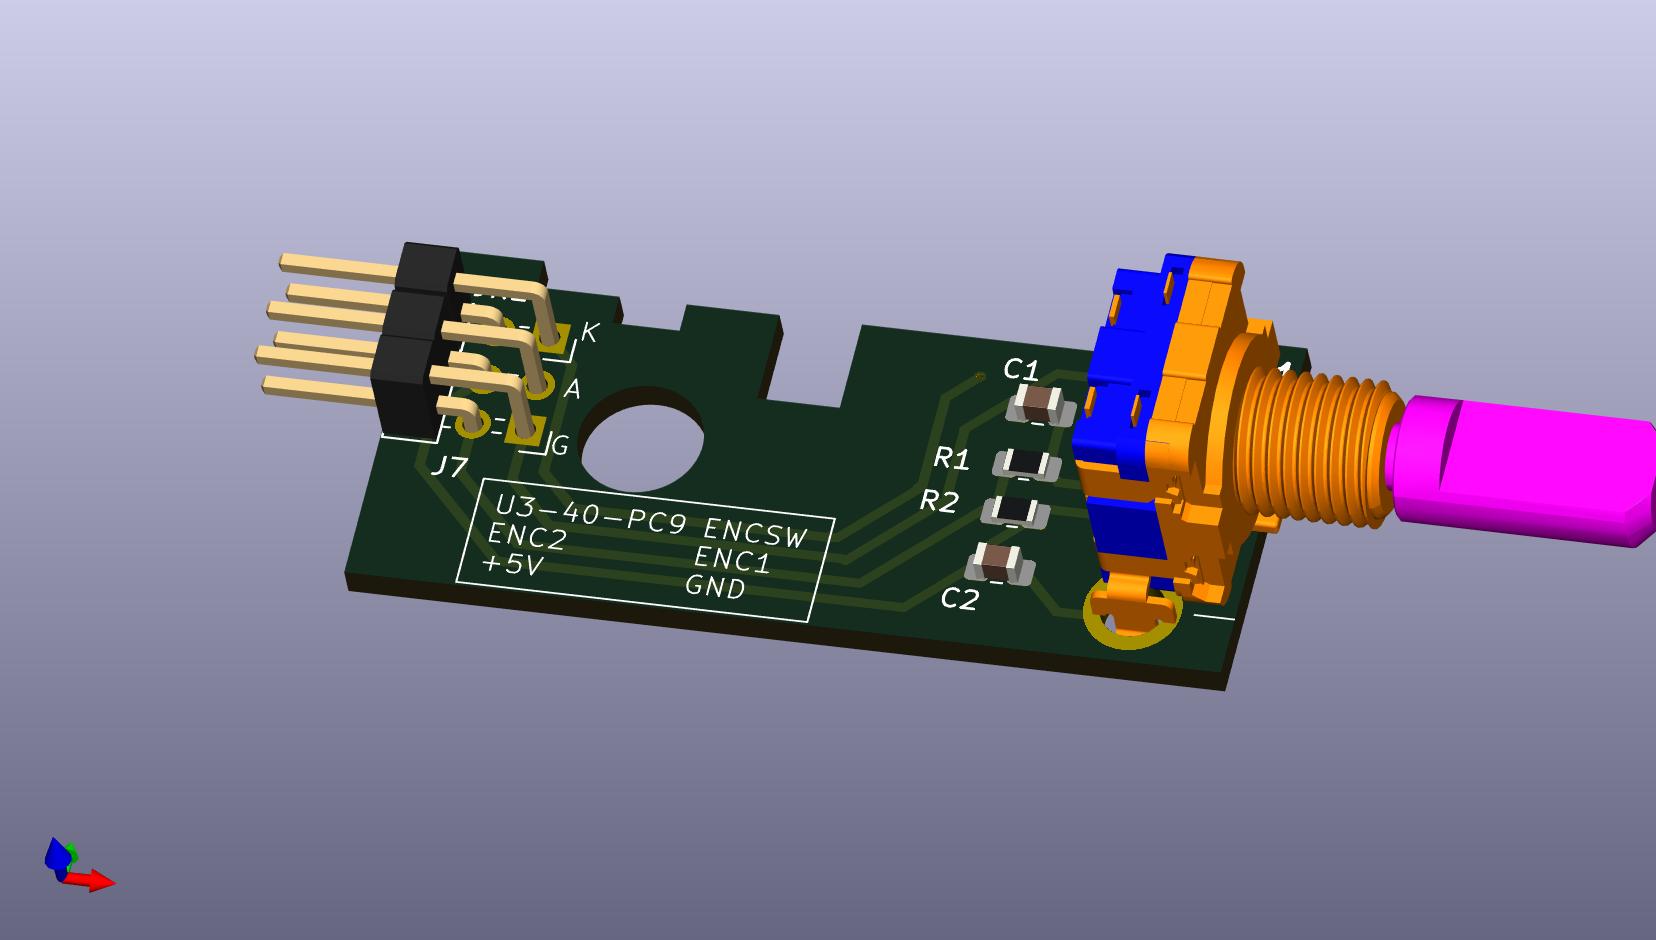 K
A
G
J7
C1
R1
R2
C2
U3-40-PC9 ENCSW
ENC2 ENC1
+5V GND